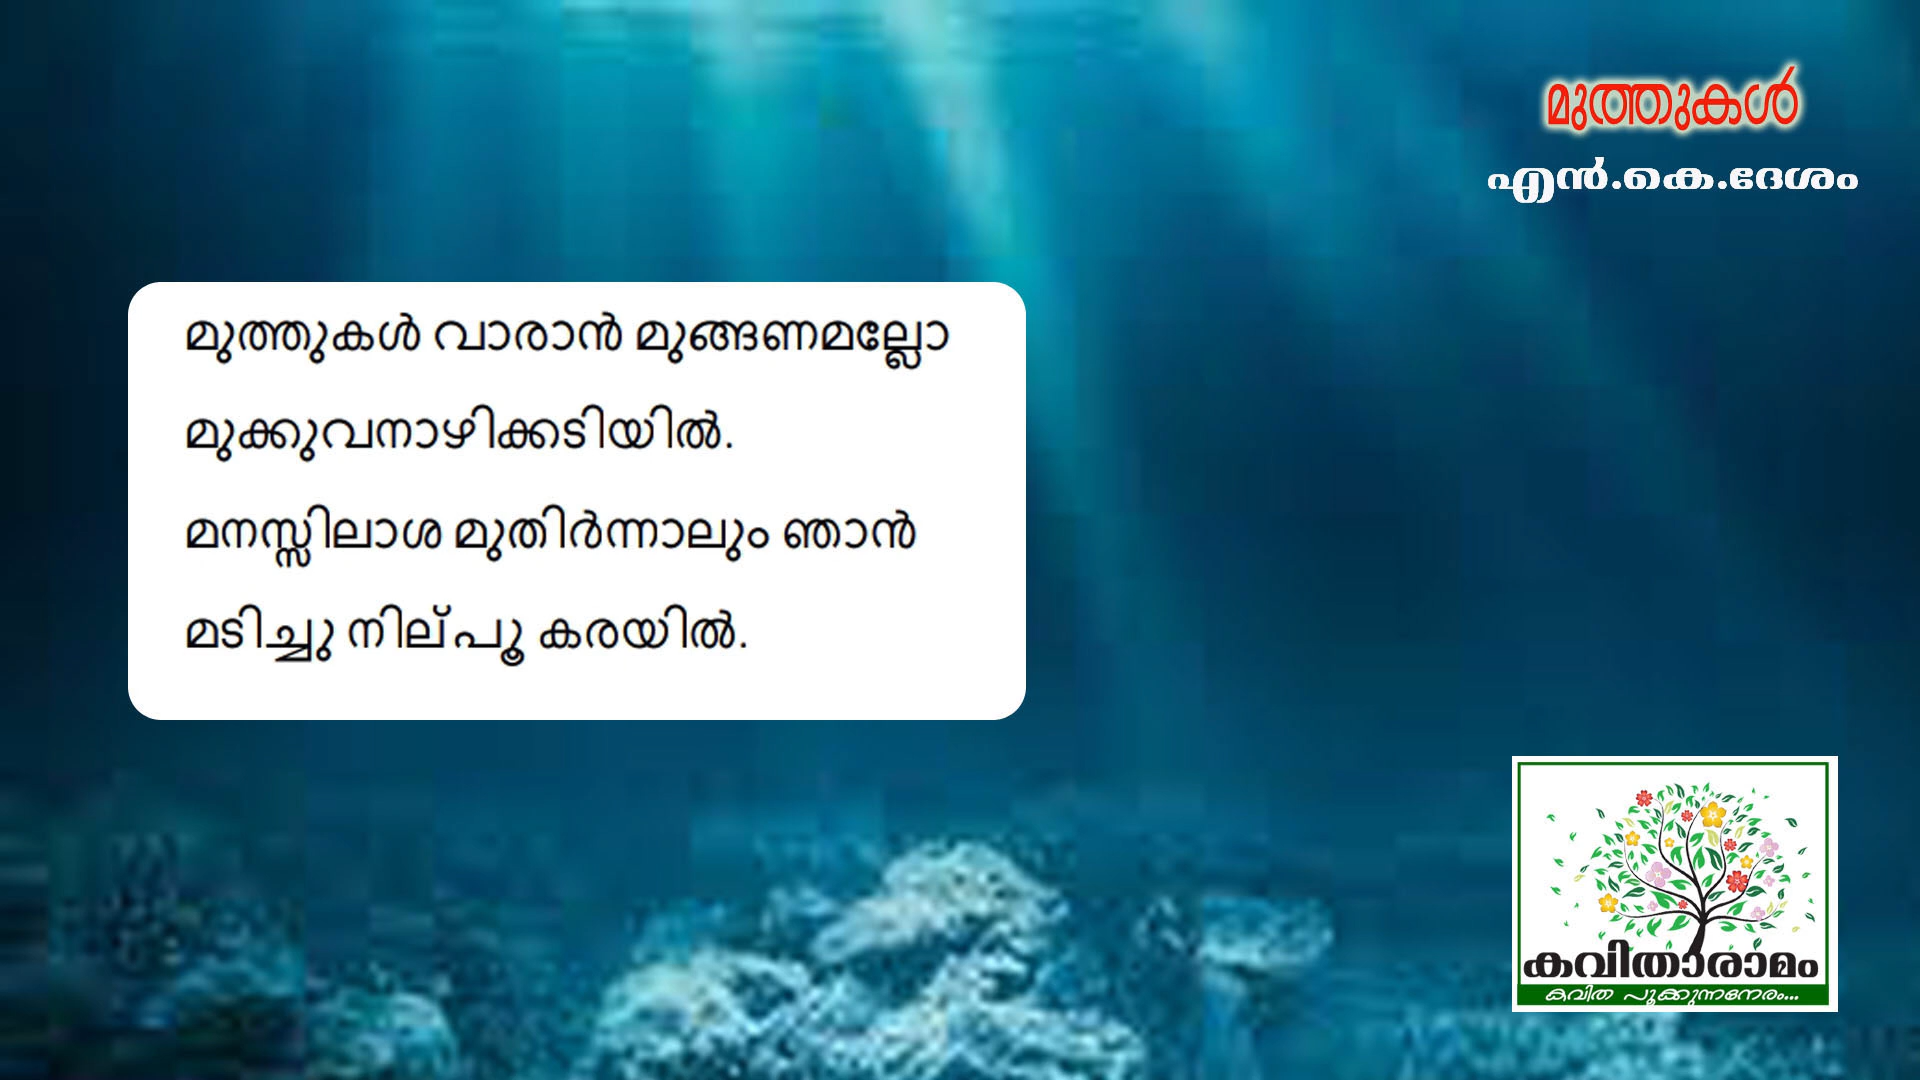 മുത്തുകൾ
എൻ.കെ.ദേശം
മുത്തുകൾ വാരാൻ മുങ്ങണമല്ലോ
മുക്കുവനാഴിക്കടിയിൽ.
മനസ്സിലാശ മുതിർന്നാലും ഞാൻ
മടിച്ചു നില്പൂ കരയിൽ.
കവിതാരാമം
കവിത പൂക്കുന്നനേരം...